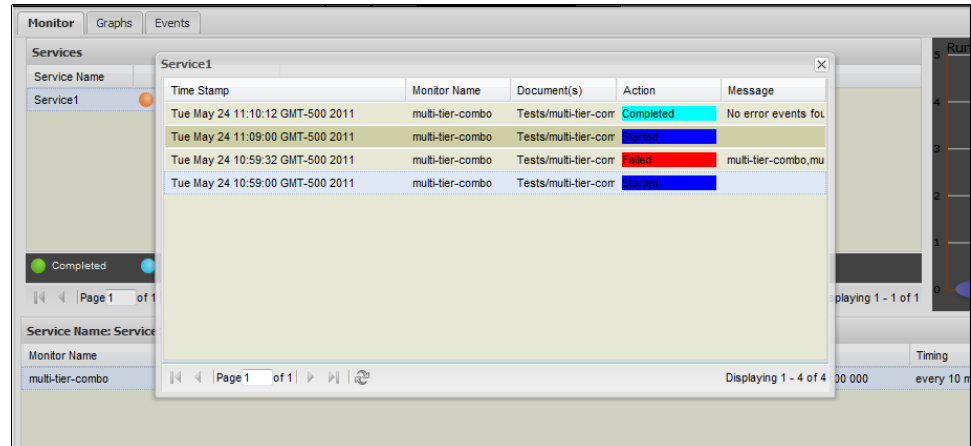 Monitor Graphs Events
Services
Service Name
Service1
Service1
Time Stamp Monitor Name Document(s) Action Message
Tue May 24 11:10:12 GMT-500 2011 multi-tier-combo Tests/multi-tier-com Completed No error events fou
Tue May 24 11:09:00 GMT-500 2011 multi-tier-combo Tests/multi-tier-com Started
Tue May 24 10:59:32 GMT-500 2011 multi-tier-combo Tests/multi-tier-com Failed multi-tier-combo,mu
Tue May 24 10:59:00 GMT-500 2011 multi-tier-combo Tests/multi-tier-com Started
Page 1 of 1 Displaying 1 - 4 of 4
Completed
Page 1 of 1 playing 1 - 1 of 1
Run
5
4
3
2
1
0
Service Name: Service
Monitor Name Timing
multi-tier-combo 00 000 every 10 m